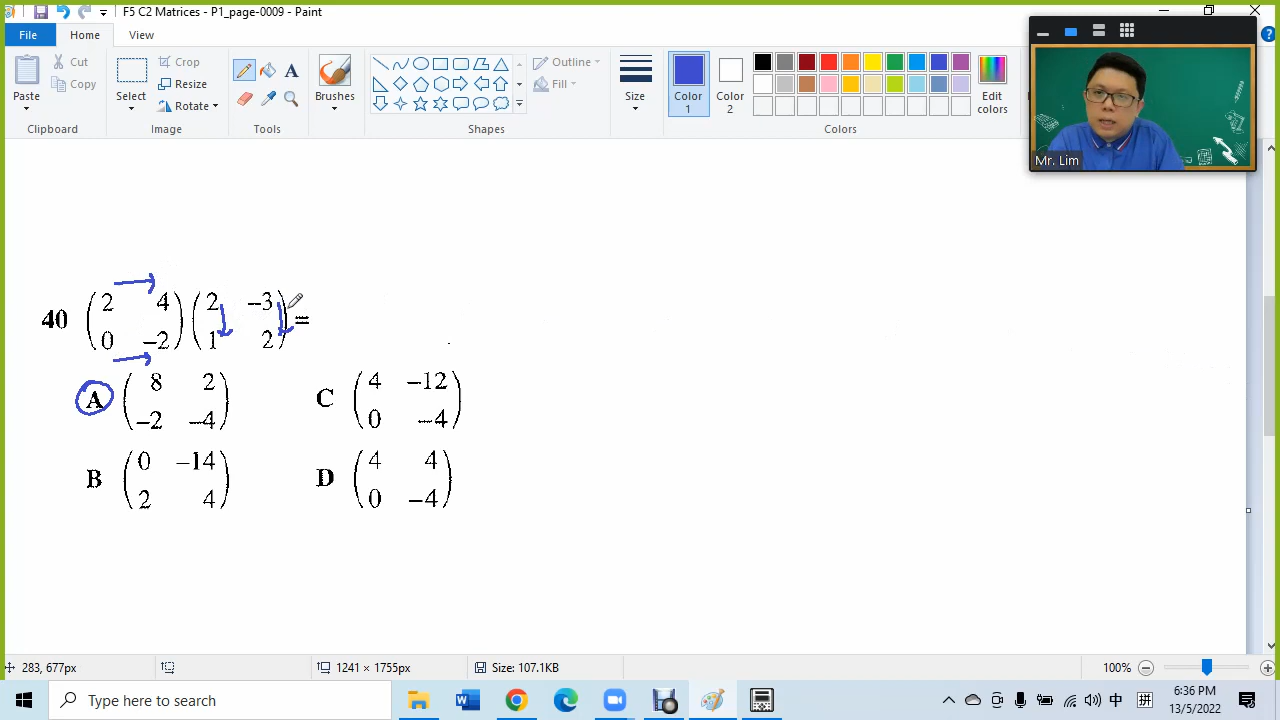 F5 C2 Matrices - P1_page-0009 - Paint
File Home View
Paste Cut Copy
Clipboard
Select Crop Resize Rotate
Image
A
Tools
Brushes
Outline Fill
Shapes
Size
Color 1 Color 2
Edit colors
Colors
Mr. Lim
2 4 2 -3
40 =
0 -2 1 2
8 2 4 -12
A C
-2 -4 0 -4
0 -14 4 4
B D
2 4 0 -4
283, 677px 1241 × 1755px Size: 107.1KB 100%
Type here to search
中 拼 6:36 PM
13/5/2022